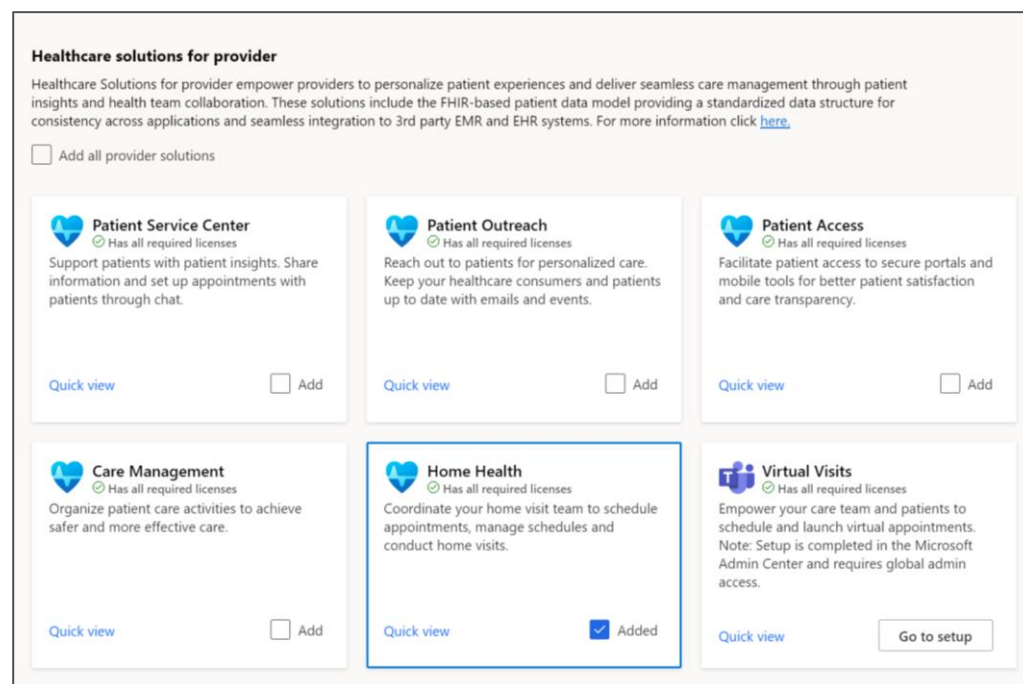 Healthcare solutions for provider
Healthcare Solutions for provider empower providers to personalize patient experiences and deliver seamless care management through patient
insights and health team collaboration. These solutions include the FHIR-based patient data model providing a standardized data structure for
consistency across applications and seamless integration to 3rd party EMR and EHR systems. For more information click here.
Add all provider solutions
Patient Service Center
Has all required licenses
Support patients with patient insights. Share
information and set up appointments with
patients through chat.
Quick view
Add
Patient Outreach
Has all required licenses
Reach out to patients for personalized care.
Keep your healthcare consumers and patients
up to date with emails and events.
Quick view
Add
Patient Access
Has all required licenses
Facilitate patient access to secure portals and
mobile tools for better patient satisfaction
and care transparency.
Quick view
Add
Care Management
Has all required licenses
Organize patient care activities to achieve
safer and more effective care.
Quick view
Add
Home Health
Has all required licenses
Coordinate your home visit team to schedule
appointments, manage schedules and
conduct home visits.
Quick view
Added
Virtual Visits
Has all required licenses
Empower your care team and patients to
schedule and launch virtual appointments.
Note: Setup is completed in the Microsoft
Admin Center and requires global admin
access.
Quick view
Go to setup